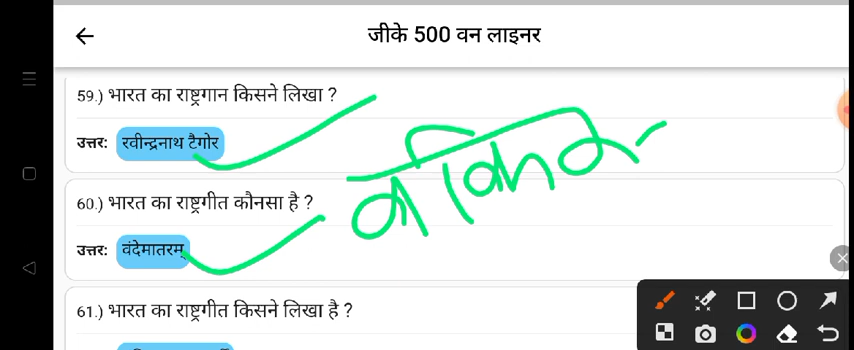 जीके 500 वन लाइनर
59.) भारत का राष्ट्रगान किसने लिखा ?
उत्तर: रवीन्द्रनाथ टैगोर
60.) भारत का राष्ट्रगीत कौनसा है ?
उत्तर: वंदेमातरम्
61.) भारत का राष्ट्रगीत किसने लिखा है ?